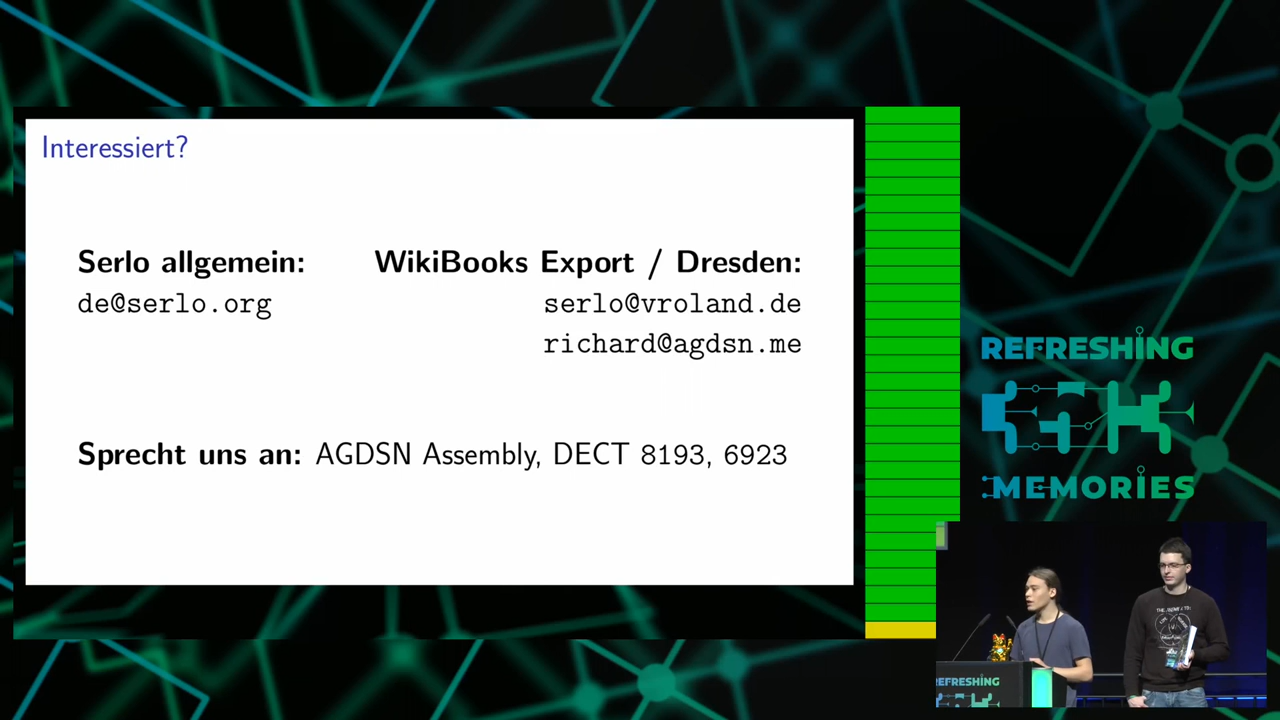 Interessiert?
Serlo allgemein:
de@serlo.org
WikiBooks Export / Dresden:
serlo@vroland.de
richard@agdsn.me
Sprecht uns an: AGDSN Assembly, DECT 8193, 6923
REFRESHING
MEMORIES
REFRESHING